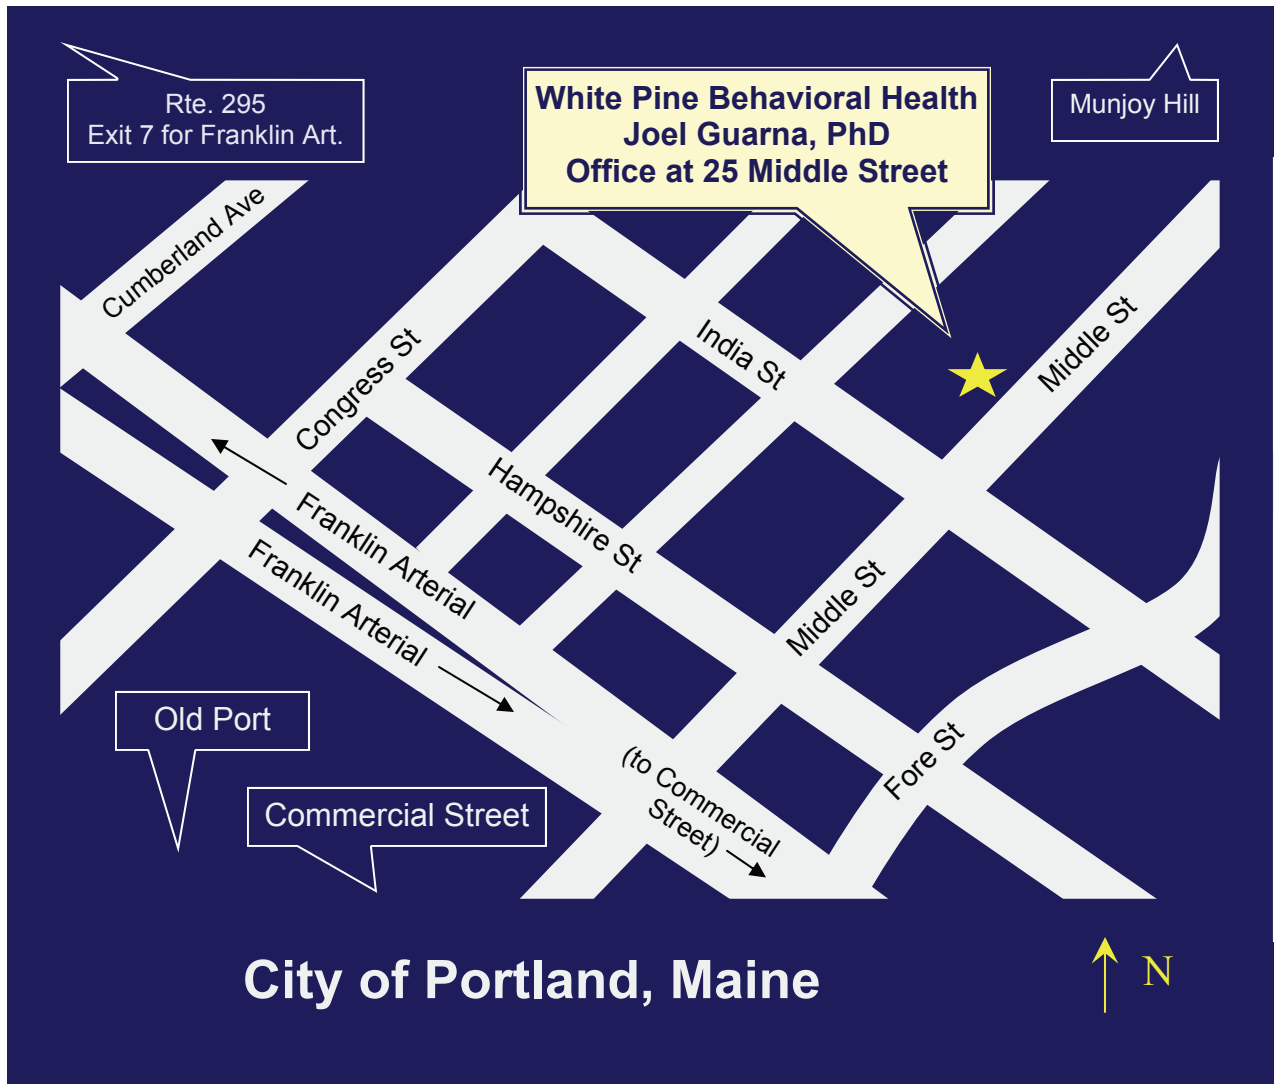 Rte. 295
Exit 7 for Franklin Art.
White Pine Behavioral Health
Joel Guarna, PhD
Office at 25 Middle Street
Munjoy Hill
Cumberland Ave
Congress St
India St
Middle St
Hampshire St
Franklin Arterial
Franklin Arterial
Middle St
Old Port
Commercial Street
(to Commercial
Street)
Fore St
City of Portland, Maine
N